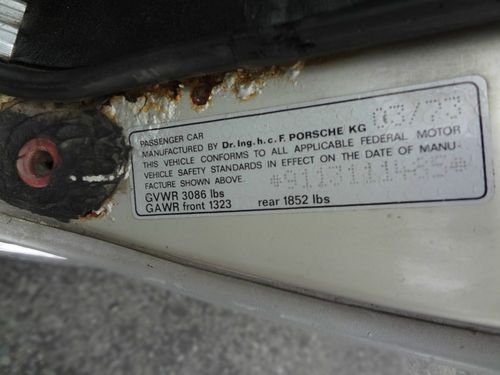 03/73
PASSENGER CAR
MANUFACTURED BY Dr. Ing. h. c. F. PORSCHE KG
THIS VEHICLE CONFORMS TO ALL APPLICABLE FEDERAL MOTOR
VEHICLE SAFETY STANDARDS IN EFFECT ON THE DATE OF MANU-
FACTURE SHOWN ABOVE. *9113111485*
GVWR 3086 lbs
GAWR front 1323 rear 1852 lbs